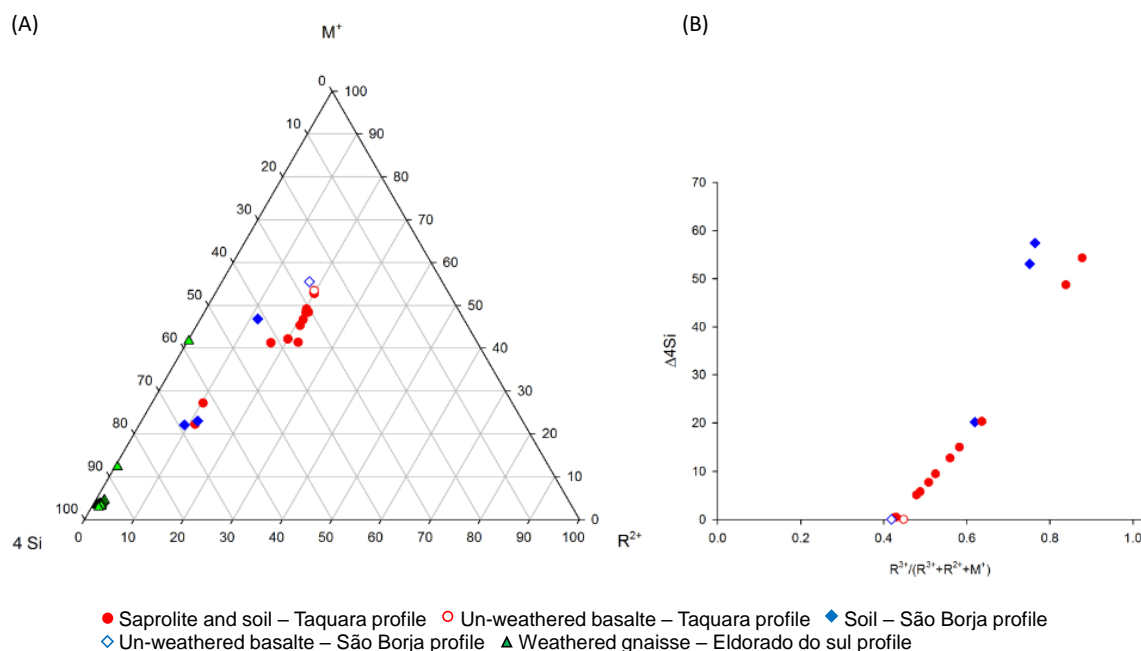 (A)
(B)
M⁺
0
100
10
90
20
80
30
70
40
60
50
50
60
40
70
30
80
20
90
10
100
0
4 Si
0 10 20 30 40 50 60 70 80 90 100
R²⁺
70
60
50
40
30
20
10
0
Δ4Si
0.0 0.2 0.4 0.6 0.8 1.0
R³⁺/(R³⁺+R²⁺+M⁺)
Saprolite and soil – Taquara profile Un-weathered basalte – Taquara profile Soil – São Borja profile
Un-weathered basalte – São Borja profile Weathered gnaisse – Eldorado do sul profile